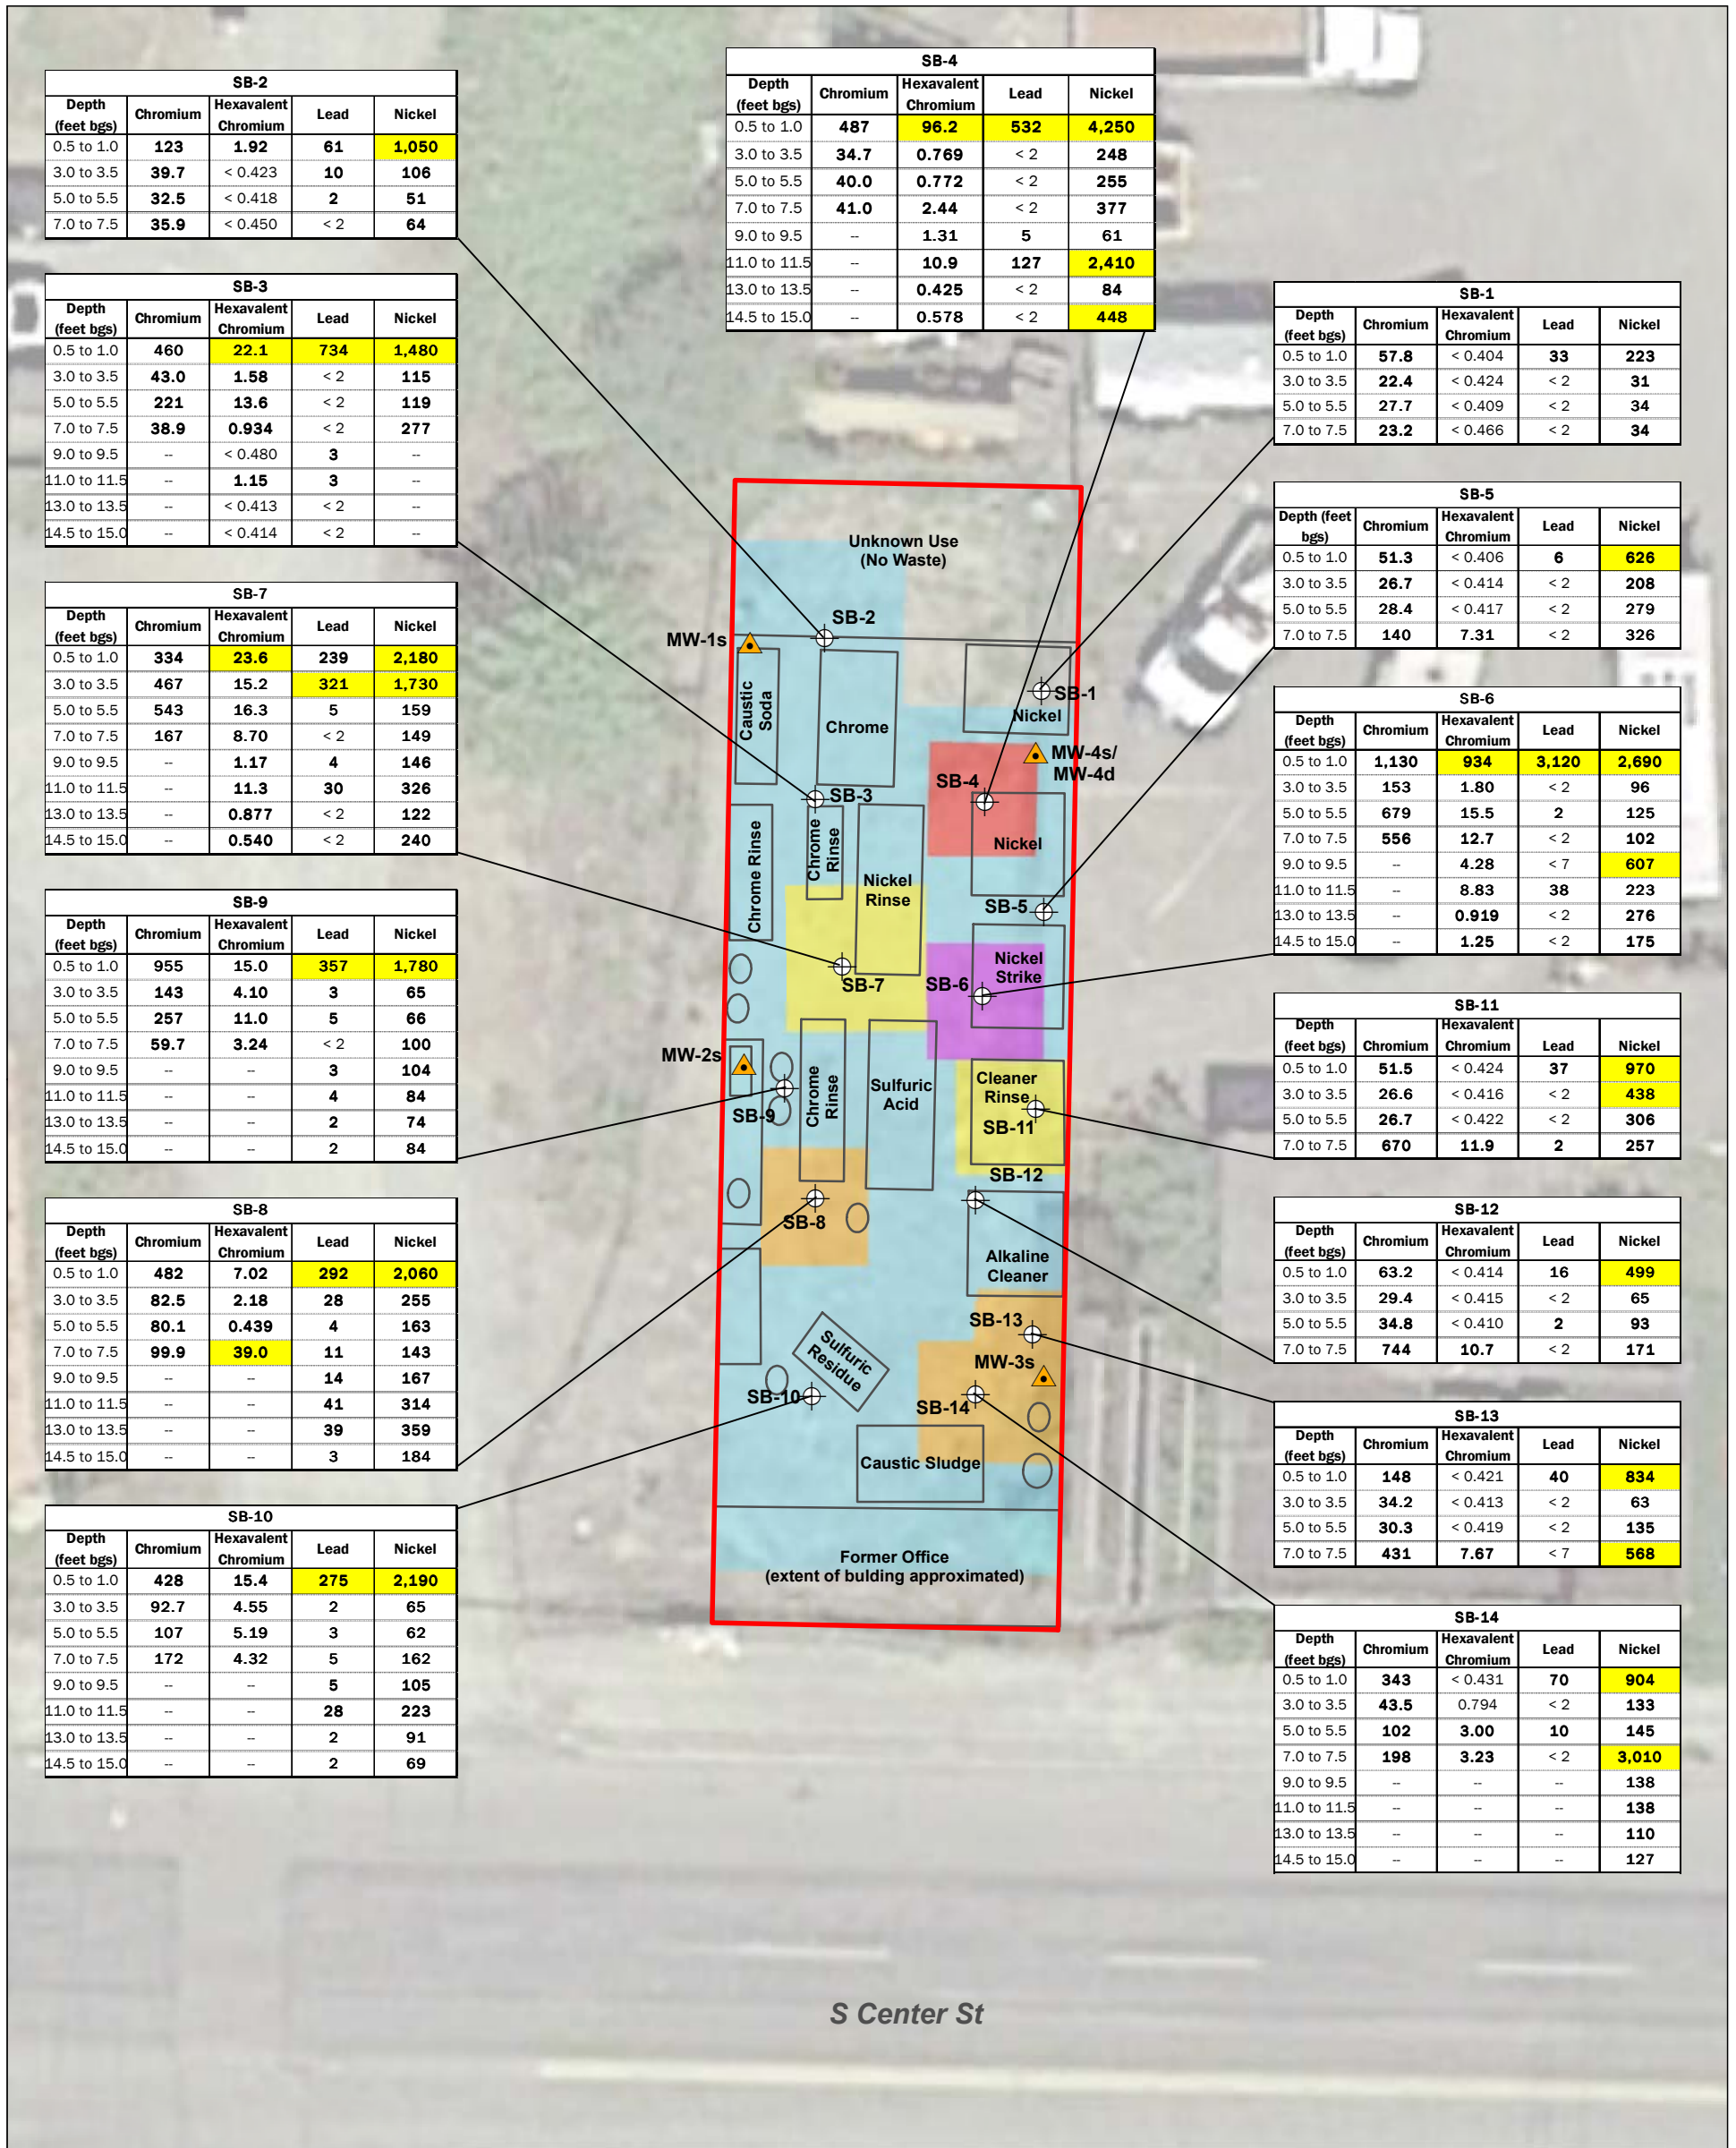 SB-2
Depth (feet bgs) Chromium Hexavalent Chromium Lead Nickel
0.5 to 1.0 123 1.92 61 1,050
3.0 to 3.5 39.7 < 0.423 10 106
5.0 to 5.5 32.5 < 0.418 2 51
7.0 to 7.5 35.9 < 0.450 < 2 64
SB-3
Depth (feet bgs) Chromium Hexavalent Chromium Lead Nickel
0.5 to 1.0 460 22.1 734 1,480
3.0 to 3.5 43.0 1.58 < 2 115
5.0 to 5.5 221 13.6 < 2 119
7.0 to 7.5 38.9 0.934 < 2 277
9.0 to 9.5 -- < 0.480 3 --
11.0 to 11.5 -- 1.15 3 --
13.0 to 13.5 -- < 0.413 < 2 --
14.5 to 15.0 -- < 0.414 < 2 --
SB-7
Depth (feet bgs) Chromium Hexavalent Chromium Lead Nickel
0.5 to 1.0 334 23.6 239 2,180
3.0 to 3.5 467 15.2 321 1,730
5.0 to 5.5 543 16.3 5 159
7.0 to 7.5 167 8.70 < 2 149
9.0 to 9.5 -- 1.17 4 146
11.0 to 11.5 -- 11.3 30 326
13.0 to 13.5 -- 0.877 < 2 122
14.5 to 15.0 -- 0.540 < 2 240
SB-9
Depth (feet bgs) Chromium Hexavalent Chromium Lead Nickel
0.5 to 1.0 955 15.0 357 1,780
3.0 to 3.5 143 4.10 3 65
5.0 to 5.5 257 11.0 5 66
7.0 to 7.5 59.7 3.24 < 2 100
9.0 to 9.5 -- -- 3 104
11.0 to 11.5 -- -- 4 84
13.0 to 13.5 -- -- 2 74
14.5 to 15.0 -- -- 2 84
SB-8
Depth (feet bgs) Chromium Hexavalent Chromium Lead Nickel
0.5 to 1.0 482 7.02 292 2,060
3.0 to 3.5 82.5 2.18 28 255
5.0 to 5.5 80.1 0.439 4 163
7.0 to 7.5 99.9 39.0 11 143
9.0 to 9.5 -- -- 14 167
11.0 to 11.5 -- -- 41 314
13.0 to 13.5 -- -- 39 359
14.5 to 15.0 -- -- 3 184
SB-10
Depth (feet bgs) Chromium Hexavalent Chromium Lead Nickel
0.5 to 1.0 428 15.4 275 2,190
3.0 to 3.5 92.7 4.55 2 65
5.0 to 5.5 107 5.19 3 62
7.0 to 7.5 172 4.32 5 162
9.0 to 9.5 -- -- 5 105
11.0 to 11.5 -- -- 28 223
13.0 to 13.5 -- -- 2 91
14.5 to 15.0 -- -- 2 69
SB-4
Depth (feet bgs) Chromium Hexavalent Chromium Lead Nickel
0.5 to 1.0 487 96.2 532 4,250
3.0 to 3.5 34.7 0.769 < 2 248
5.0 to 5.5 40.0 0.772 < 2 255
7.0 to 7.5 41.0 2.44 < 2 377
9.0 to 9.5 -- 1.31 5 61
11.0 to 11.5 -- 10.9 127 2,410
13.0 to 13.5 -- 0.425 < 2 84
14.5 to 15.0 -- 0.578 < 2 448
Unknown Use
(No Waste)
SB-2
MW-1s
SB-1
Caustic
Soda
Chrome
Nickel
MW-4s/
MW-4d
SB-4
SB-3
Chrome Rinse
Chrome
Rinse
Nickel
Rinse
Nickel
SB-5
Nickel
Strike
SB-7
SB-6
MW-2s
SB-9
Chrome
Rinse
Sulfuric
Acid
Cleaner
Rinse
SB-11
SB-12
SB-8
Alkaline
Cleaner
SB-13
Sulfuric
Residue
MW-3s
SB-10
SB-14
Caustic Sludge
Former Office
(extent of bulding approximated)
SB-1
Depth (feet bgs) Chromium Hexavalent Chromium Lead Nickel
0.5 to 1.0 57.8 < 0.404 33 223
3.0 to 3.5 22.4 < 0.424 < 2 31
5.0 to 5.5 27.7 < 0.409 < 2 34
7.0 to 7.5 23.2 < 0.466 < 2 34
SB-5
Depth (feet bgs) Chromium Hexavalent Chromium Lead Nickel
0.5 to 1.0 51.3 < 0.406 6 626
3.0 to 3.5 26.7 < 0.414 < 2 208
5.0 to 5.5 28.4 < 0.417 < 2 279
7.0 to 7.5 140 7.31 < 2 326
SB-6
Depth (feet bgs) Chromium Hexavalent Chromium Lead Nickel
0.5 to 1.0 1,130 934 3,120 2,690
3.0 to 3.5 153 1.80 < 2 96
5.0 to 5.5 679 15.5 2 125
7.0 to 7.5 556 12.7 < 2 102
9.0 to 9.5 -- 4.28 < 7 607
11.0 to 11.5 -- 8.83 38 223
13.0 to 13.5 -- 0.919 < 2 276
14.5 to 15.0 -- 1.25 < 2 175
SB-11
Depth (feet bgs) Chromium Hexavalent Chromium Lead Nickel
0.5 to 1.0 51.5 < 0.424 37 970
3.0 to 3.5 26.6 < 0.416 < 2 438
5.0 to 5.5 26.7 < 0.422 < 2 306
7.0 to 7.5 670 11.9 2 257
SB-12
Depth (feet bgs) Chromium Hexavalent Chromium Lead Nickel
0.5 to 1.0 63.2 < 0.414 16 499
3.0 to 3.5 29.4 < 0.415 < 2 65
5.0 to 5.5 34.8 < 0.410 2 93
7.0 to 7.5 744 10.7 < 2 171
SB-13
Depth (feet bgs) Chromium Hexavalent Chromium Lead Nickel
0.5 to 1.0 148 < 0.421 40 834
3.0 to 3.5 34.2 < 0.413 < 2 63
5.0 to 5.5 30.3 < 0.419 < 2 135
7.0 to 7.5 431 7.67 < 7 568
SB-14
Depth (feet bgs) Chromium Hexavalent Chromium Lead Nickel
0.5 to 1.0 343 < 0.431 70 904
3.0 to 3.5 43.5 0.794 < 2 133
5.0 to 5.5 102 3.00 10 145
7.0 to 7.5 198 3.23 < 2 3,010
9.0 to 9.5 -- -- -- 138
11.0 to 11.5 -- -- -- 138
13.0 to 13.5 -- -- -- 110
14.5 to 15.0 -- -- -- 127
S Center St